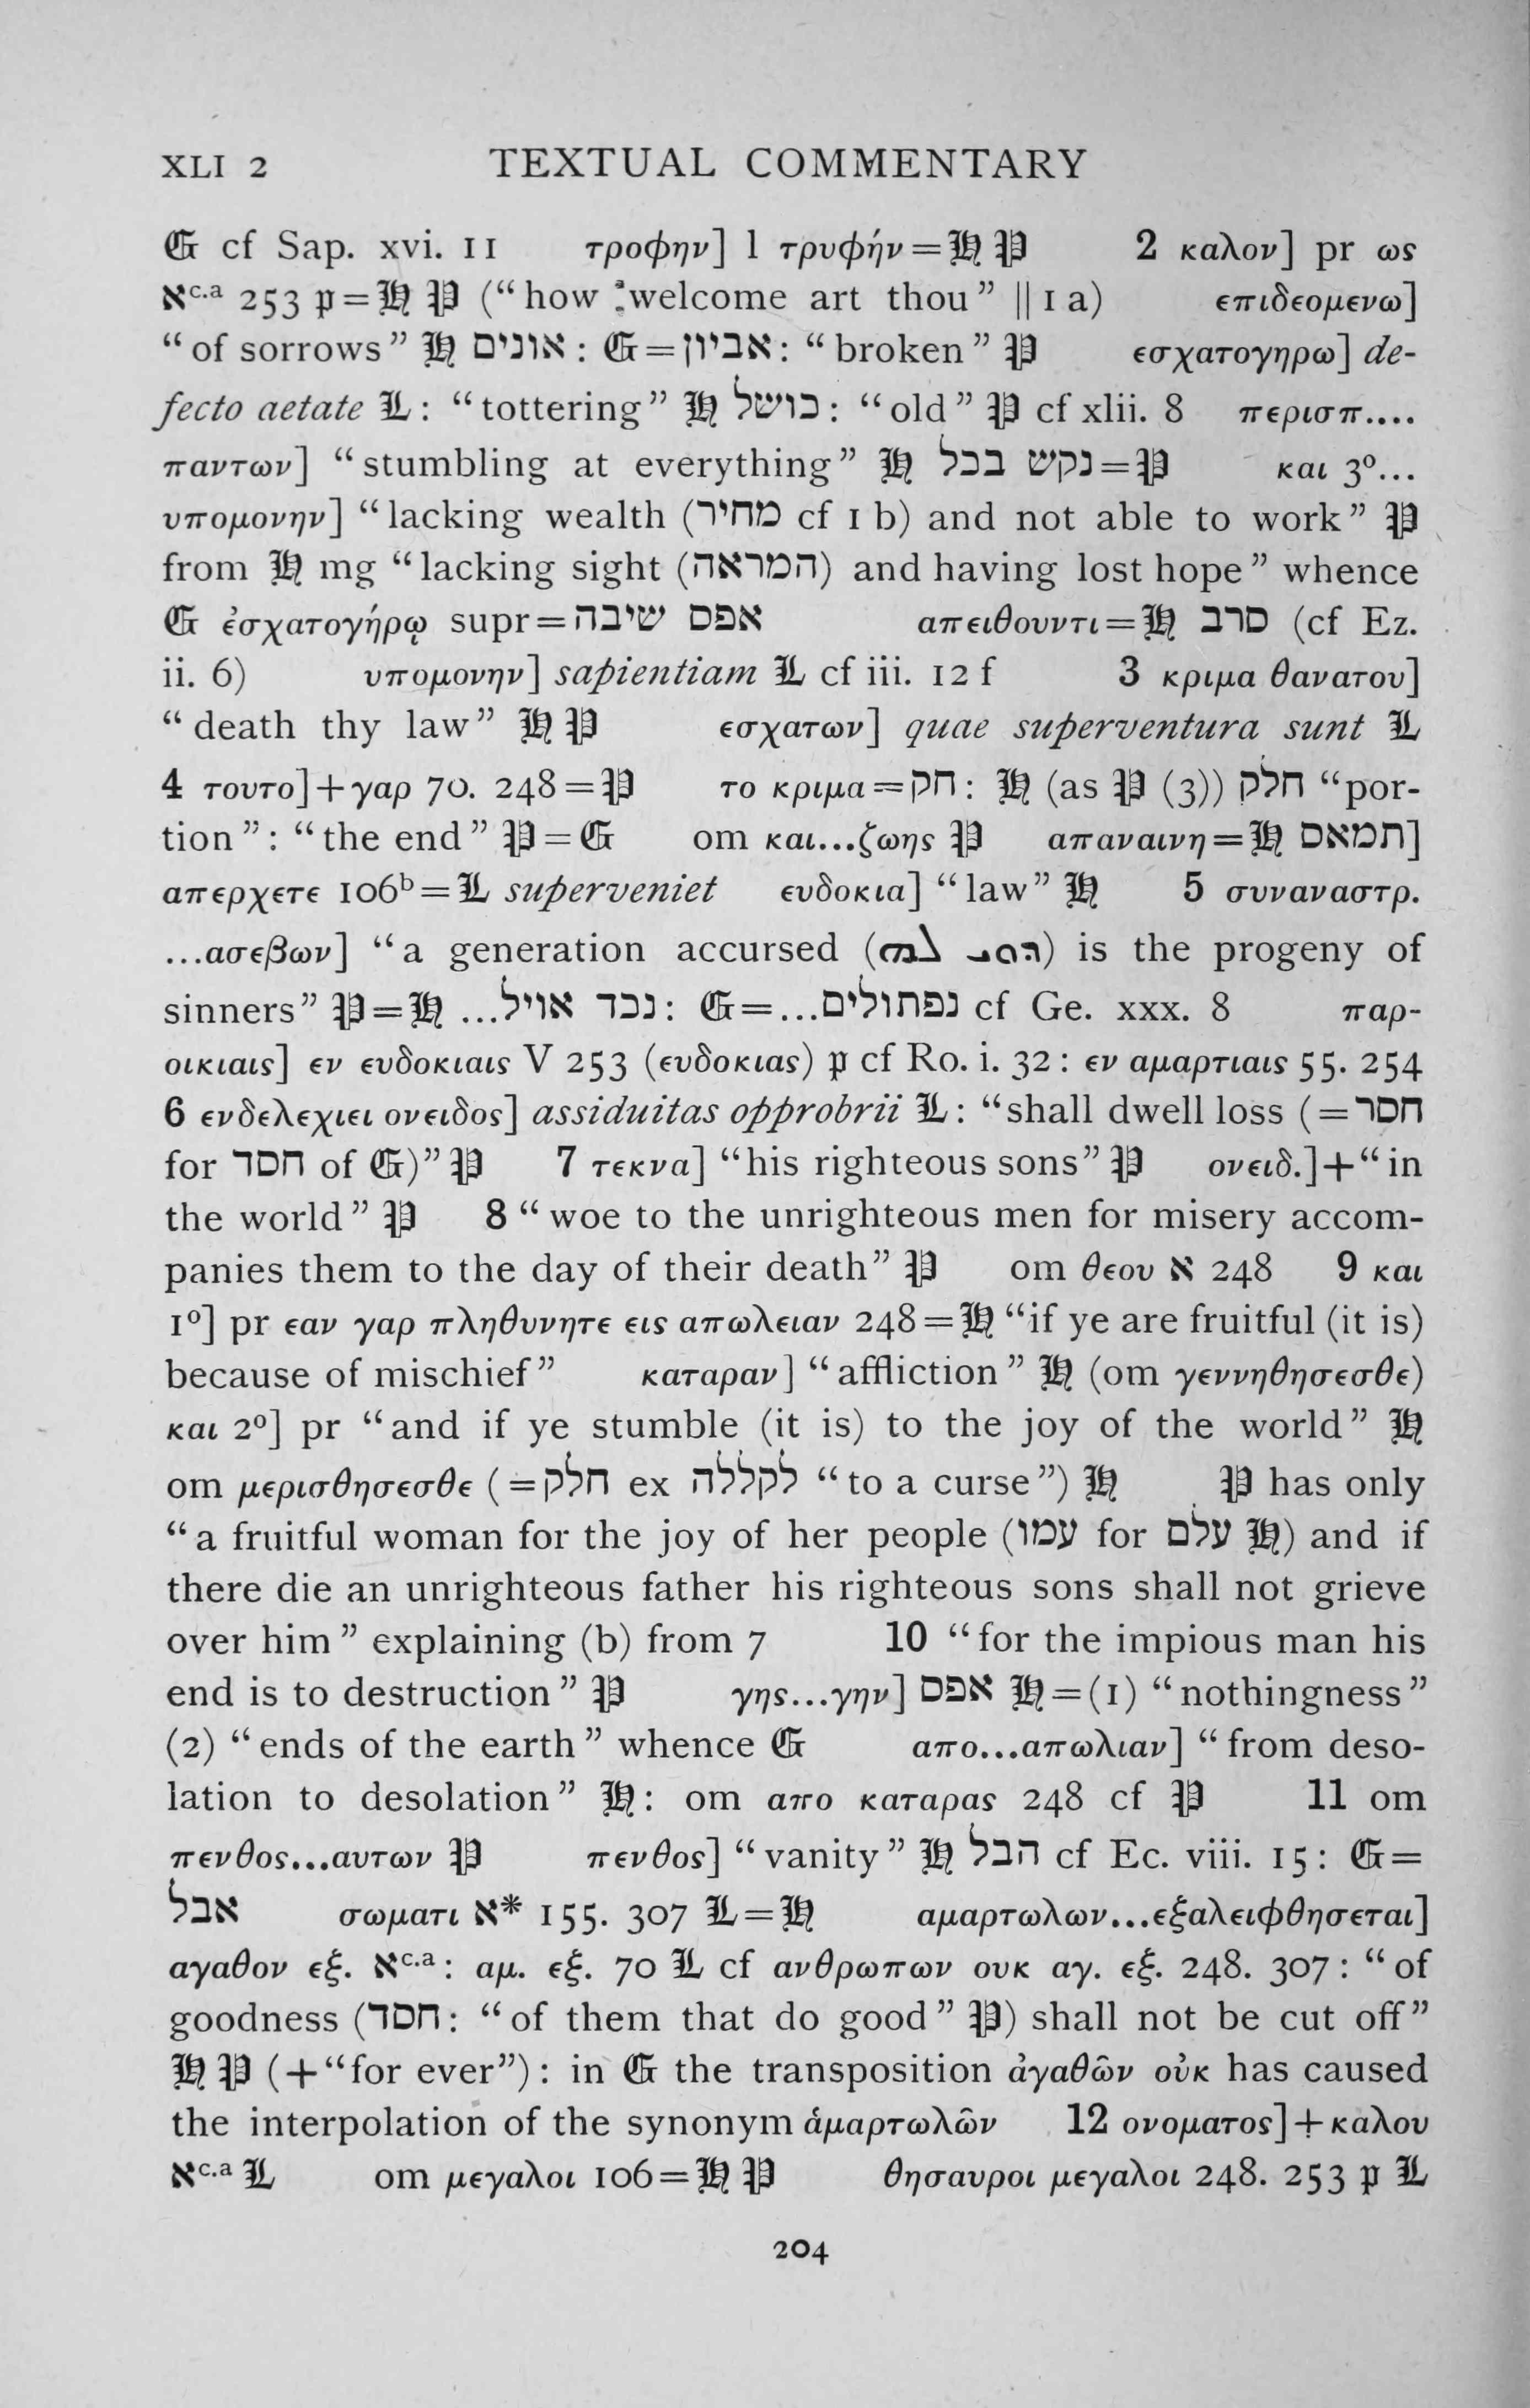 XLI 2 TEXTUAL COMMENTARY
𝕲 cf Sap. xvi. 11 τροφην] l τρυφήν = 𝕳 𝕻 2 καλον] pr ως
אc.a 253 𝔭 = 𝕳 𝕻 (“how welcome art thou” || 1 a) επιδεομενω]
“of sorrows” 𝕳 אונים : 𝕲 = אביון : “broken” 𝕻 εσχατογηρω] de-
fecto aetate 𝕷 : “tottering” 𝕳 כושל : “old” 𝕻 cf xlii. 8 περισπ....
παντων] “stumbling at everything” 𝕳 נקש בכל = 𝕻 και 3⁰...
υπομονην] “lacking wealth (מחיר cf 1 b) and not able to work” 𝕻
from 𝕳 mg “lacking sight (המראה) and having lost hope” whence
𝕲 ἐσχατογήρῳ supr = אפס שיבה απειθουντι = 𝕳 סרב (cf Ez.
ii. 6) υπομονην] sapientiam 𝕷 cf iii. 12 f 3 κριμα θανατου]
“death thy law” 𝕳 𝕻 εσχατων] quae superventura sunt 𝕷
4 τουτο] + γαρ 70. 248 = 𝕻 το κριμα = חק : 𝕳 (as 𝕻 (3)) חלק “por-
tion” : “the end” 𝕻 = 𝕲 om και...ζωης 𝕻 απαναινη = 𝕳 תמאס]
απερχετε 106ᵇ = 𝕷 superveniet ευδοκια] “law” 𝕳 5 συναναστρ.
...ασεβων] “a generation accursed () is the progeny of
sinners” 𝕻 = 𝕳 נכד אויל... : 𝕲 = נפתולים... cf Ge. xxx. 8 παρ-
οικιαις] εν ευδοκιαις V 253 (ευδοκιας) 𝔭 cf Ro. i. 32 : εν αμαρτιαις 55. 254
6 ενδελεχιει ονειδος] assiduitas opprobrii 𝕷 : “shall dwell loss ( = חסר
for חסד of 𝕲)” 𝕻 7 τεκνα] “his righteous sons” 𝕻 ονειδ.] + “in
the world” 𝕻 8 “woe to the unrighteous men for misery accom-
panies them to the day of their death” 𝕻 om θεου א 248 9 και
1⁰] pr εαν γαρ πληθυνητε εις απωλειαν 248 = 𝕳 “if ye are fruitful (it is)
because of mischief” καταραν] “affliction” 𝕳 (om γεννηθησεσθε)
και 2⁰] pr “and if ye stumble (it is) to the joy of the world” 𝕳
om μερισθησεσθε ( = חלק ex לקללה “to a curse”) 𝕳 𝕻 has only
“a fruitful woman for the joy of her people (עמו for עלם 𝕳) and if
there die an unrighteous father his righteous sons shall not grieve
over him” explaining (b) from 7 10 “for the impious man his
end is to destruction” 𝕻 γης...γην] אפס 𝕳 = (1) “nothingness”
(2) “ends of the earth” whence 𝕲 απο...απωλιαν] “from deso-
lation to desolation” 𝕳 : om απο καταρας 248 cf 𝕻 11 om
πενθος...αυτων 𝕻 πενθος] “vanity” 𝕳 הבל cf Ec. viii. 15 : 𝕲 =
אבל σωματι א* 155. 307 𝕷 = 𝕳 αμαρτωλων...εξαλειφθησεται]
αγαθον εξ. אc.a : αμ. εξ. 70 𝕷 cf ανθρωπων ουκ αγ. εξ. 248. 307 : “of
goodness (חסד : “of them that do good” 𝕻) shall not be cut off”
𝕳 𝕻 (+ “for ever”) : in 𝕲 the transposition ἀγαθῶν οὐκ has caused
the interpolation of the synonym ἁμαρτωλῶν 12 ονοματος] + καλου
אc.a 𝕷 om μεγαλοι 106 = 𝕳 𝕻 θησαυροι μεγαλοι 248. 253 𝔭 𝕷
204